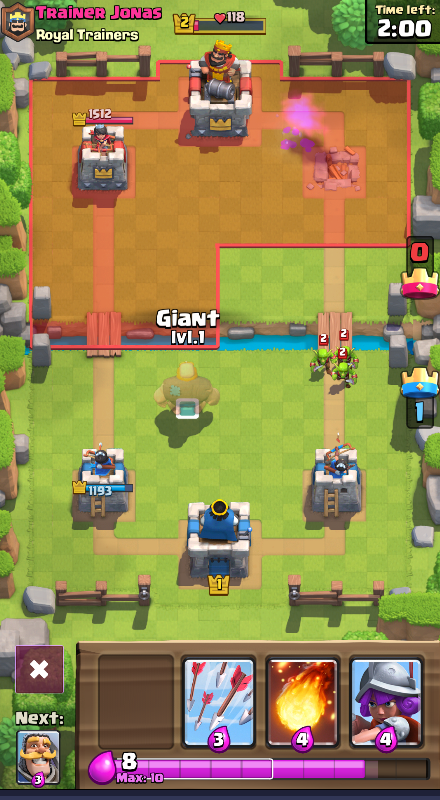 Trainer Jonas
Royal Trainers
2
118
Time left:
2:00
1512
0
Giant
lvl.1
2
2
2
1
1193
1
3
4
4
Next:
3
8
Max: 10